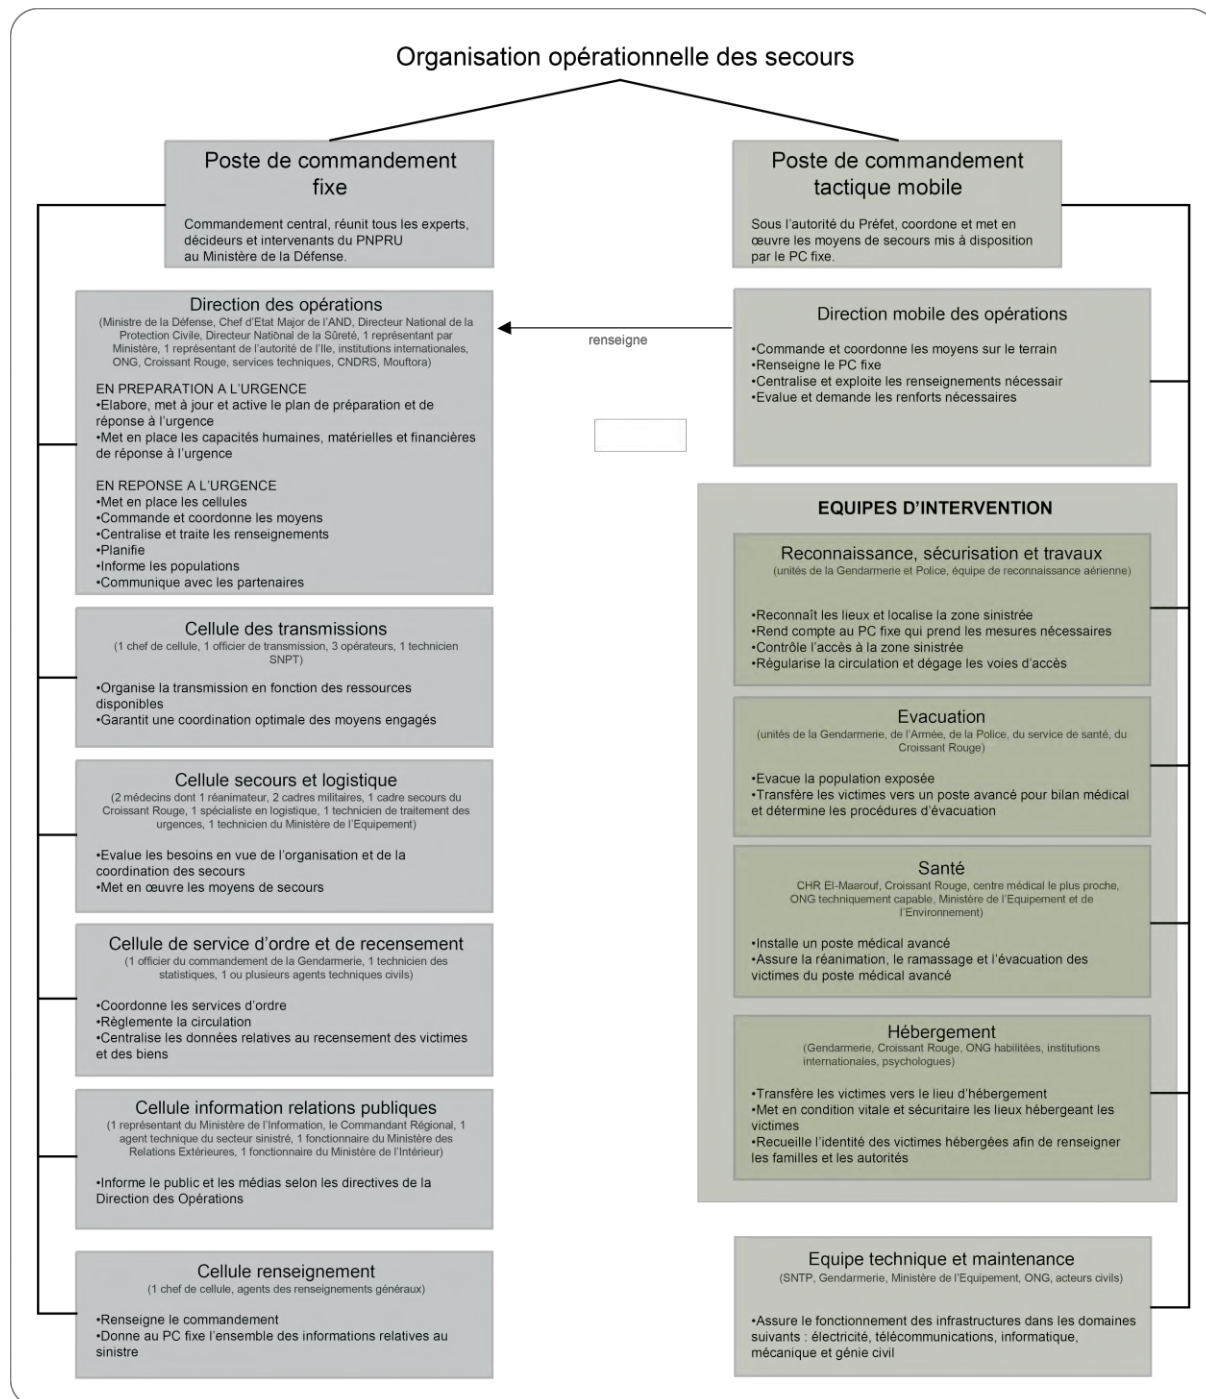 Organisation opérationnelle des secours
Poste de commandement
fixe
Commandement central, réunit tous les experts,
décideurs et intervenants du PNPRU
au Ministère de la Défense.
Direction des opérations
(Ministre de la Défense, Chef d'Etat Major de l'AND, Directeur National de la
Protection Civile, Directeur National de la Sûreté, 1 représentant par
Ministère, 1 représentant de l'autorité de l'Ile, institutions internationales,
ONG, Croissant Rouge, services techniques, CNDRS, Mouftora)
EN PREPARATION A L'URGENCE
•Elabore, met à jour et active le plan de préparation et de
réponse à l'urgence
•Met en place les capacités humaines, matérielles et financières
de réponse à l'urgence
EN REPONSE A L'URGENCE
•Met en place les cellules
•Commande et coordonne les moyens
•Centralise et traite les renseignements
•Planifie
•Informe les populations
•Communique avec les partenaires
Cellule des transmissions
(1 chef de cellule, 1 officier de transmission, 3 opérateurs, 1 technicien
SNPT)
•Organise la transmission en fonction des ressources
disponibles
•Garantit une coordination optimale des moyens engagés
Cellule secours et logistique
(2 médecins dont 1 réanimateur, 2 cadres militaires, 1 cadre secours du
Croissant Rouge, 1 spécialiste en logistique, 1 technicien de traitement des
urgences, 1 technicien du Ministère de l'Equipement)
•Evalue les besoins en vue de l'organisation et de la
coordination des secours
•Met en œuvre les moyens de secours
Cellule de service d'ordre et de recensement
(1 officier du commandement de la Gendarmerie, 1 technicien des
statistiques, 1 ou plusieurs agents techniques civils)
•Coordonne les services d'ordre
•Règlemente la circulation
•Centralise les données relatives au recensement des victimes
et des biens
Cellule information relations publiques
(1 représentant du Ministère de l'Information, le Commandant Régional, 1
agent technique du secteur sinistré, 1 fonctionnaire du Ministère des
Relations Extérieures, 1 fonctionnaire du Ministère de l'Intérieur)
•Informe le public et les médias selon les directives de la
Direction des Opérations
Cellule renseignement
(1 chef de cellule, agents des renseignements généraux)
•Renseigne le commandement
•Donne au PC fixe l'ensemble des informations relatives au
sinistre
renseigne
Poste de commandement
tactique mobile
Sous l'autorité du Préfet, coordone et met en
œuvre les moyens de secours mis à disposition
par le PC fixe.
Direction mobile des opérations
•Commande et coordonne les moyens sur le terrain
•Renseigne le PC fixe
•Centralise et exploite les renseignements nécessair
•Evalue et demande les renforts nécessaires
EQUIPES D'INTERVENTION
Reconnaissance, sécurisation et travaux
(unités de la Gendarmerie et Police, équipe de reconnaissance aérienne)
•Reconnaît les lieux et localise la zone sinistrée
•Rend compte au PC fixe qui prend les mesures nécessaires
•Contrôle l'accès à la zone sinistrée
•Régularise la circulation et dégage les voies d'accès
Evacuation
(unités de la Gendarmerie, de l'Armée, de la Police, du service de santé, du
Croissant Rouge)
•Evacue la population exposée
•Transfère les victimes vers un poste avancé pour bilan médical
et détermine les procédures d'évacuation
Santé
CHR El-Maarouf, Croissant Rouge, centre médical le plus proche,
ONG techniquement capable, Ministère de l'Equipement et de
l'Environnement)
•Installe un poste médical avancé
•Assure la réanimation, le ramassage et l'évacuation des
victimes du poste médical avancé
Hébergement
(Gendarmerie, Croissant Rouge, ONG habilitées, institutions
internationales, psychologues)
•Transfère les victimes vers le lieu d'hébergement
•Met en condition vitale et sécuritaire les lieux hébergeant les
victimes
•Recueille l'identité des victimes hébergées afin de renseigner
les familles et les autorités
Equipe technique et maintenance
(SNTP, Gendarmerie, Ministère de l'Equipement, ONG, acteurs civils)
•Assure le fonctionnement des infrastructures dans les domaines
suivants : électricité, télécommunications, informatique,
mécanique et génie civil